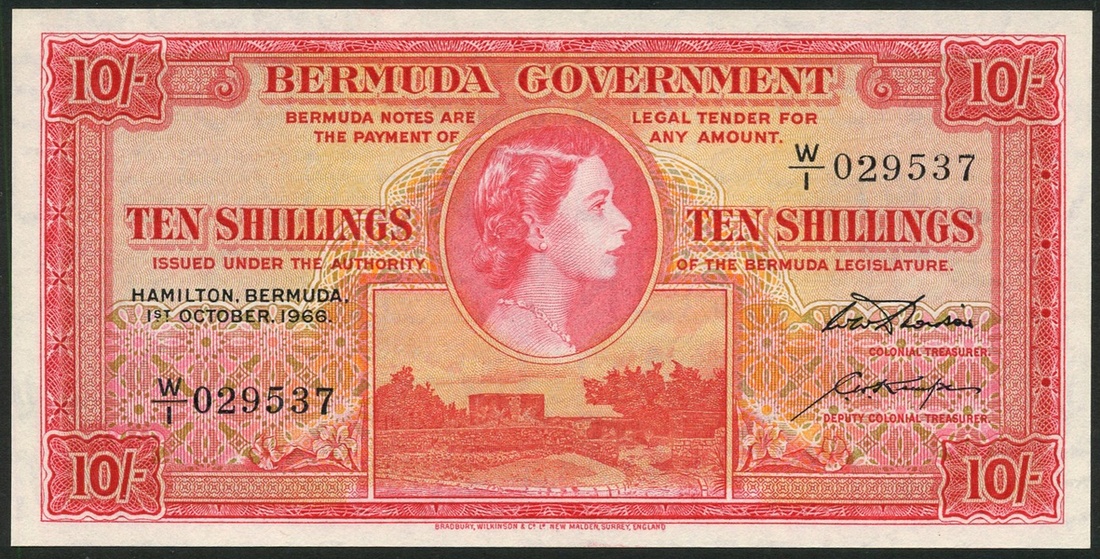 10/-
10/-
BERMUDA GOVERNMENT
BERMUDA NOTES ARE LEGAL TENDER FOR
THE PAYMENT OF ANY AMOUNT.
W/1 029537
TEN SHILLINGS TEN SHILLINGS
ISSUED UNDER THE AUTHORITY OF THE BERMUDA LEGISLATURE.
HAMILTON, BERMUDA,
1ST OCTOBER, 1966.
COLONIAL TREASURER.
W/1 029537
DEPUTY COLONIAL TREASURER
10/-
10/-
BRADBURY, WILKINSON & Co. Ld. NEW MALDEN, SURREY, ENGLAND